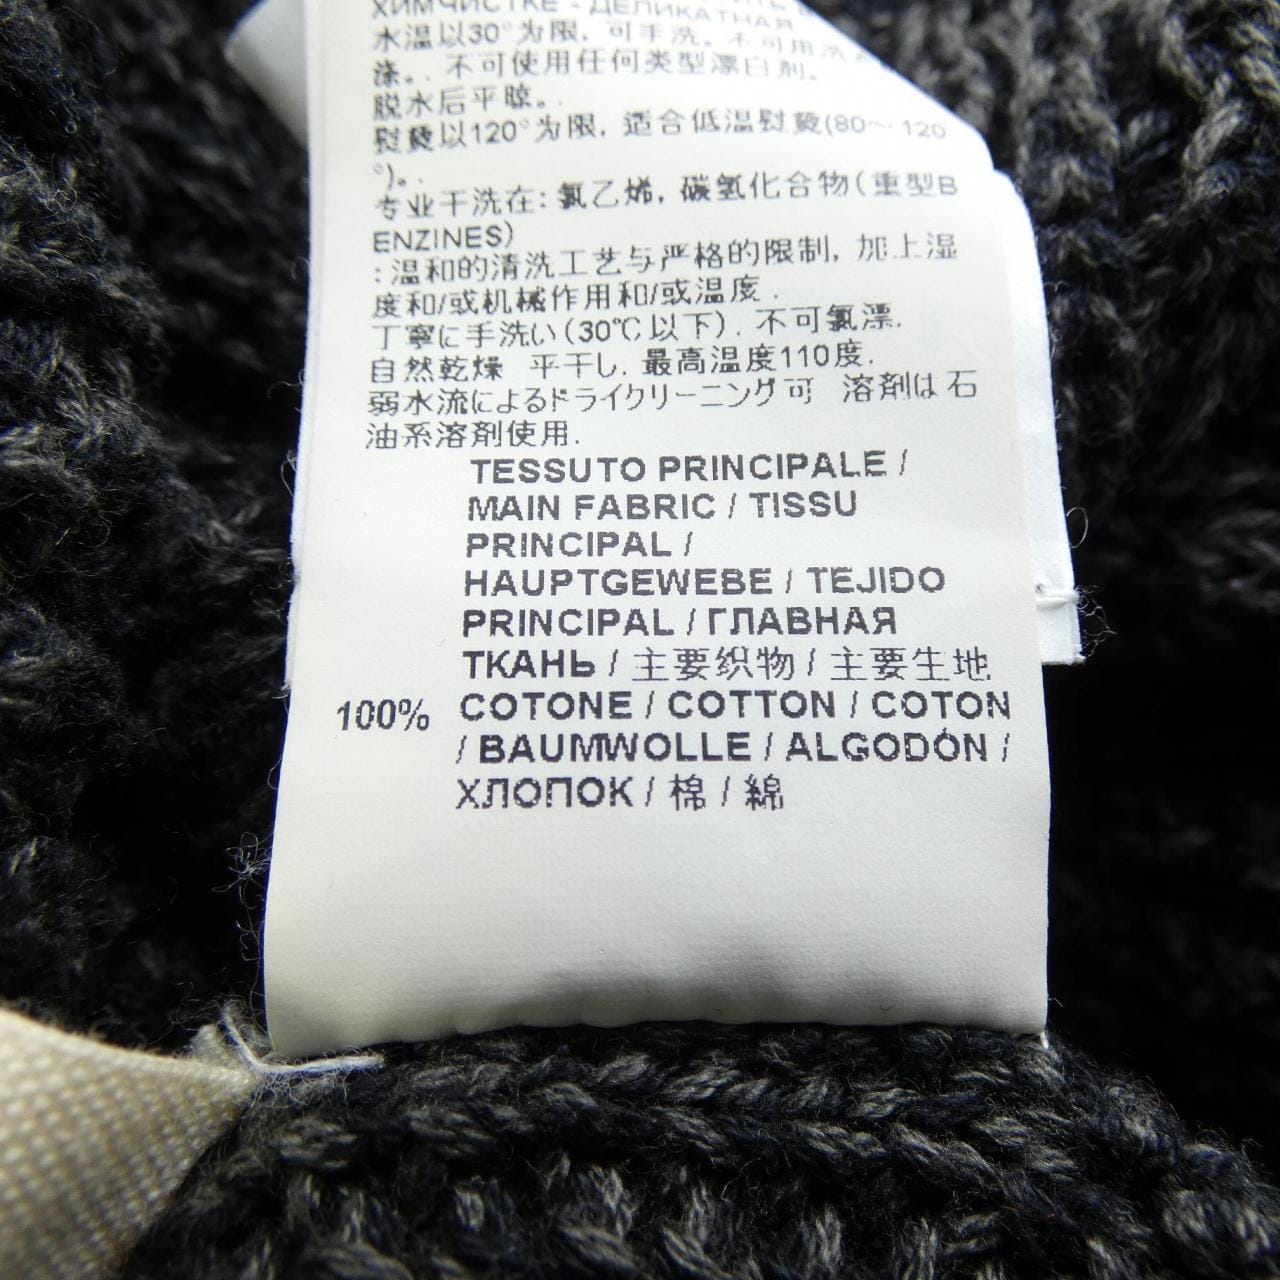 ХИМЧИСТКЕ - ДЕЛИКАТНАЯ
水温以30°为限, 可手洗。不可用洗
涤。. 不可使用任何类型漂白剂。
脱水后平晾。.
熨烫以120°为限, 适合低温熨烫(80～120
°)。.
专业干洗在: 氯乙烯, 碳氢化合物(重型B
ENZINES)
:温和的清洗工艺与严格的限制, 加上湿
度和/或机械作用和/或温度.
丁寧に手洗い(30℃以下). 不可氯漂.
自然乾燥 平干し. 最高温度110度.
弱水流によるドライクリーニング可 溶剤は石
油系溶剤使用.
TESSUTO PRINCIPALE /
MAIN FABRIC / TISSU
PRINCIPAL /
HAUPTGEWEBE / TEJIDO
PRINCIPAL / ГЛАВНАЯ
ТКАНЬ / 主要织物 / 主要生地
100% COTONE / COTTON / COTON
/ BAUMWOLLE / ALGODÓN /
ХЛОПОК / 棉 / 綿